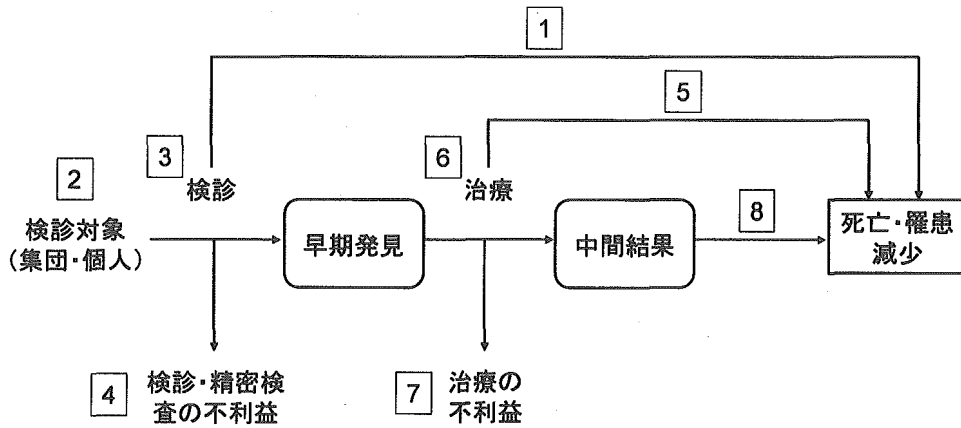 1
5
3
6
2
検診
治療
8
検診対象
(集団・個人)
早期発見
中間結果
死亡・罹患
減少
4
検診・精密検
査の不利益
7
治療の
不利益